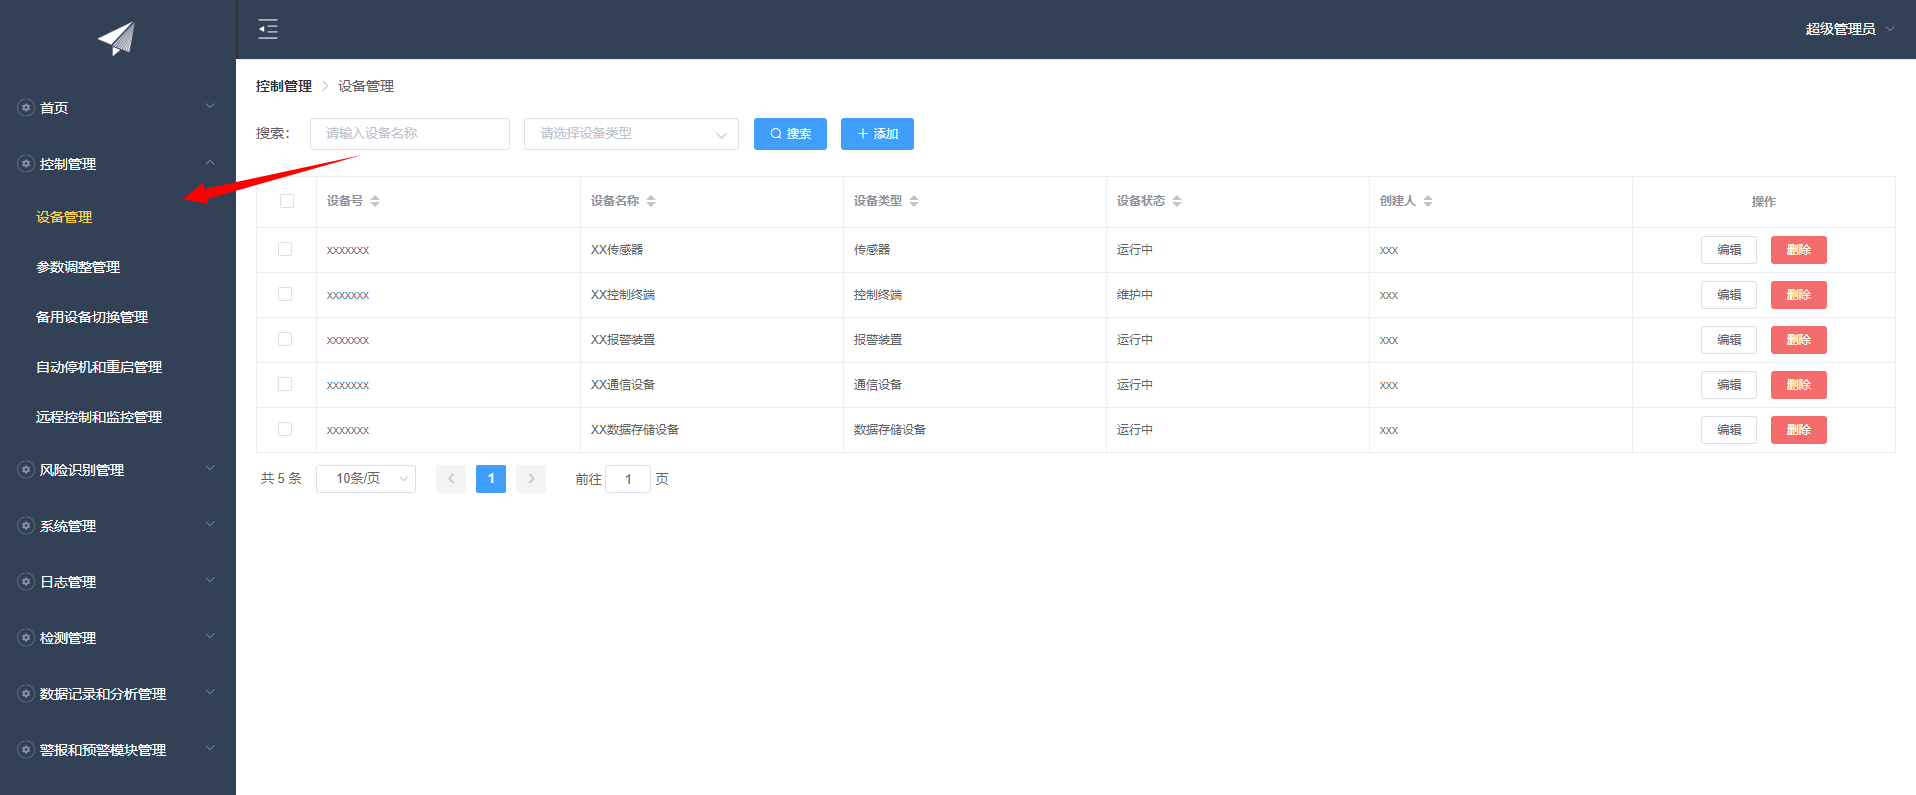 超级管理员
首页
控制管理
设备管理
参数调整管理
备用设备切换管理
自动停机和重启管理
远程控制和监控管理
风险识别管理
系统管理
日志管理
检测管理
数据记录和分析管理
警报和预警模块管理
控制管理 > 设备管理
搜索： 请输入设备名称 请选择设备类型 搜索 添加
设备号 设备名称 设备类型 设备状态 创建人 操作
xxxxxxx XX传感器 传感器 运行中 xxx 编辑 删除
xxxxxxx XX控制终端 控制终端 维护中 xxx 编辑 删除
xxxxxxx XX报警装置 报警装置 运行中 xxx 编辑 删除
xxxxxxx XX通信设备 通信设备 运行中 xxx 编辑 删除
xxxxxxx XX数据存储设备 数据存储设备 运行中 xxx 编辑 删除
共 5 条 10条/页 < 1 > 前往 1 页